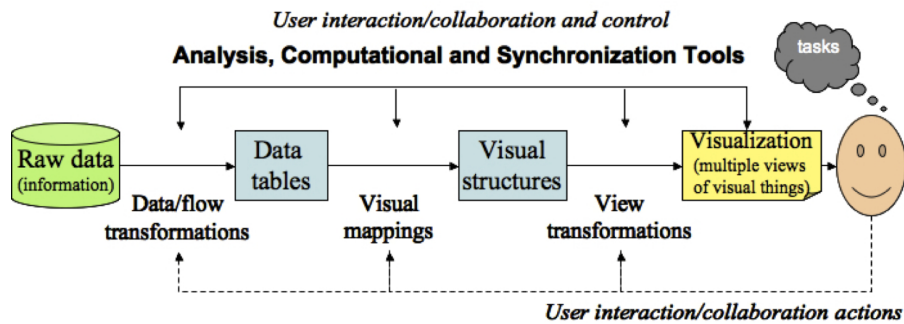 User interaction/collaboration and control
Analysis, Computational and Synchronization Tools
tasks
Raw data
(information)
Data
tables
Visual
structures
Visualization
(multiple views
of visual things)
Data/flow
transformations
Visual
mappings
View
transformations
User interaction/collaboration actions